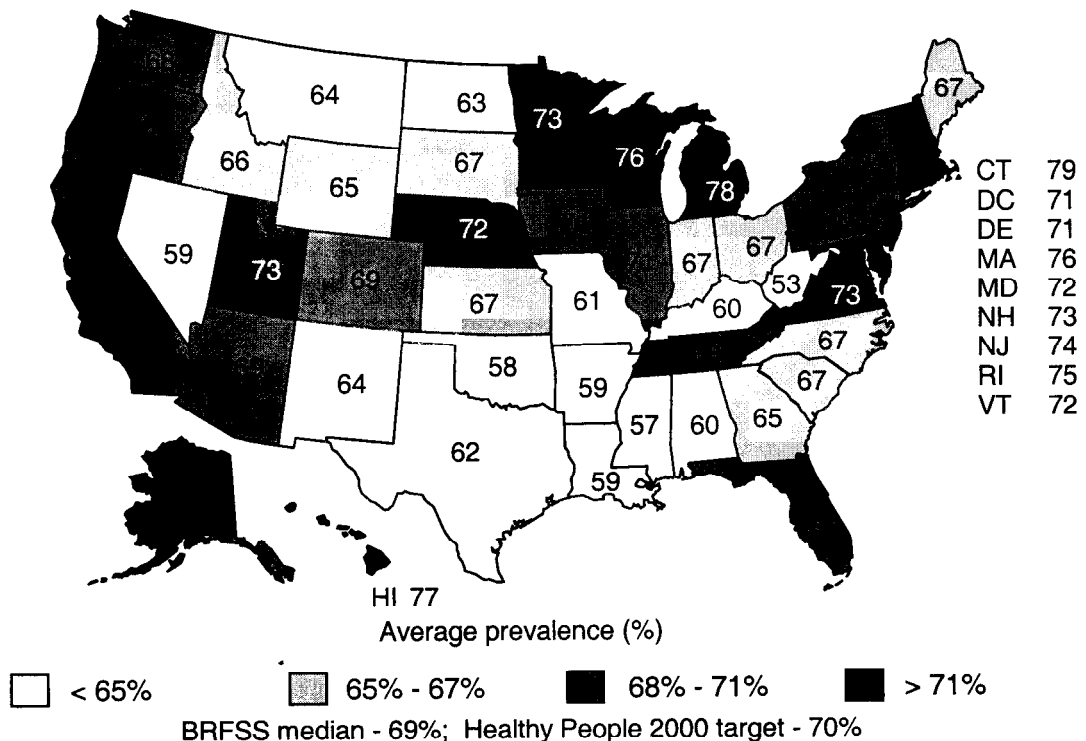 67
63
64
73
76
67
66
65
78
72
59
73
69
67
61
67
67
53
60
73
67
67
64
58
59
57
60
65
62
59
CT 79
DC 71
DE 71
MA 76
MD 72
NH 73
NJ 74
RI 75
VT 72
HI 77
Average prevalence (%)
< 65% 65% - 67% 68% - 71% > 71%
BRFSS median - 69%; Healthy People 2000 target - 70%